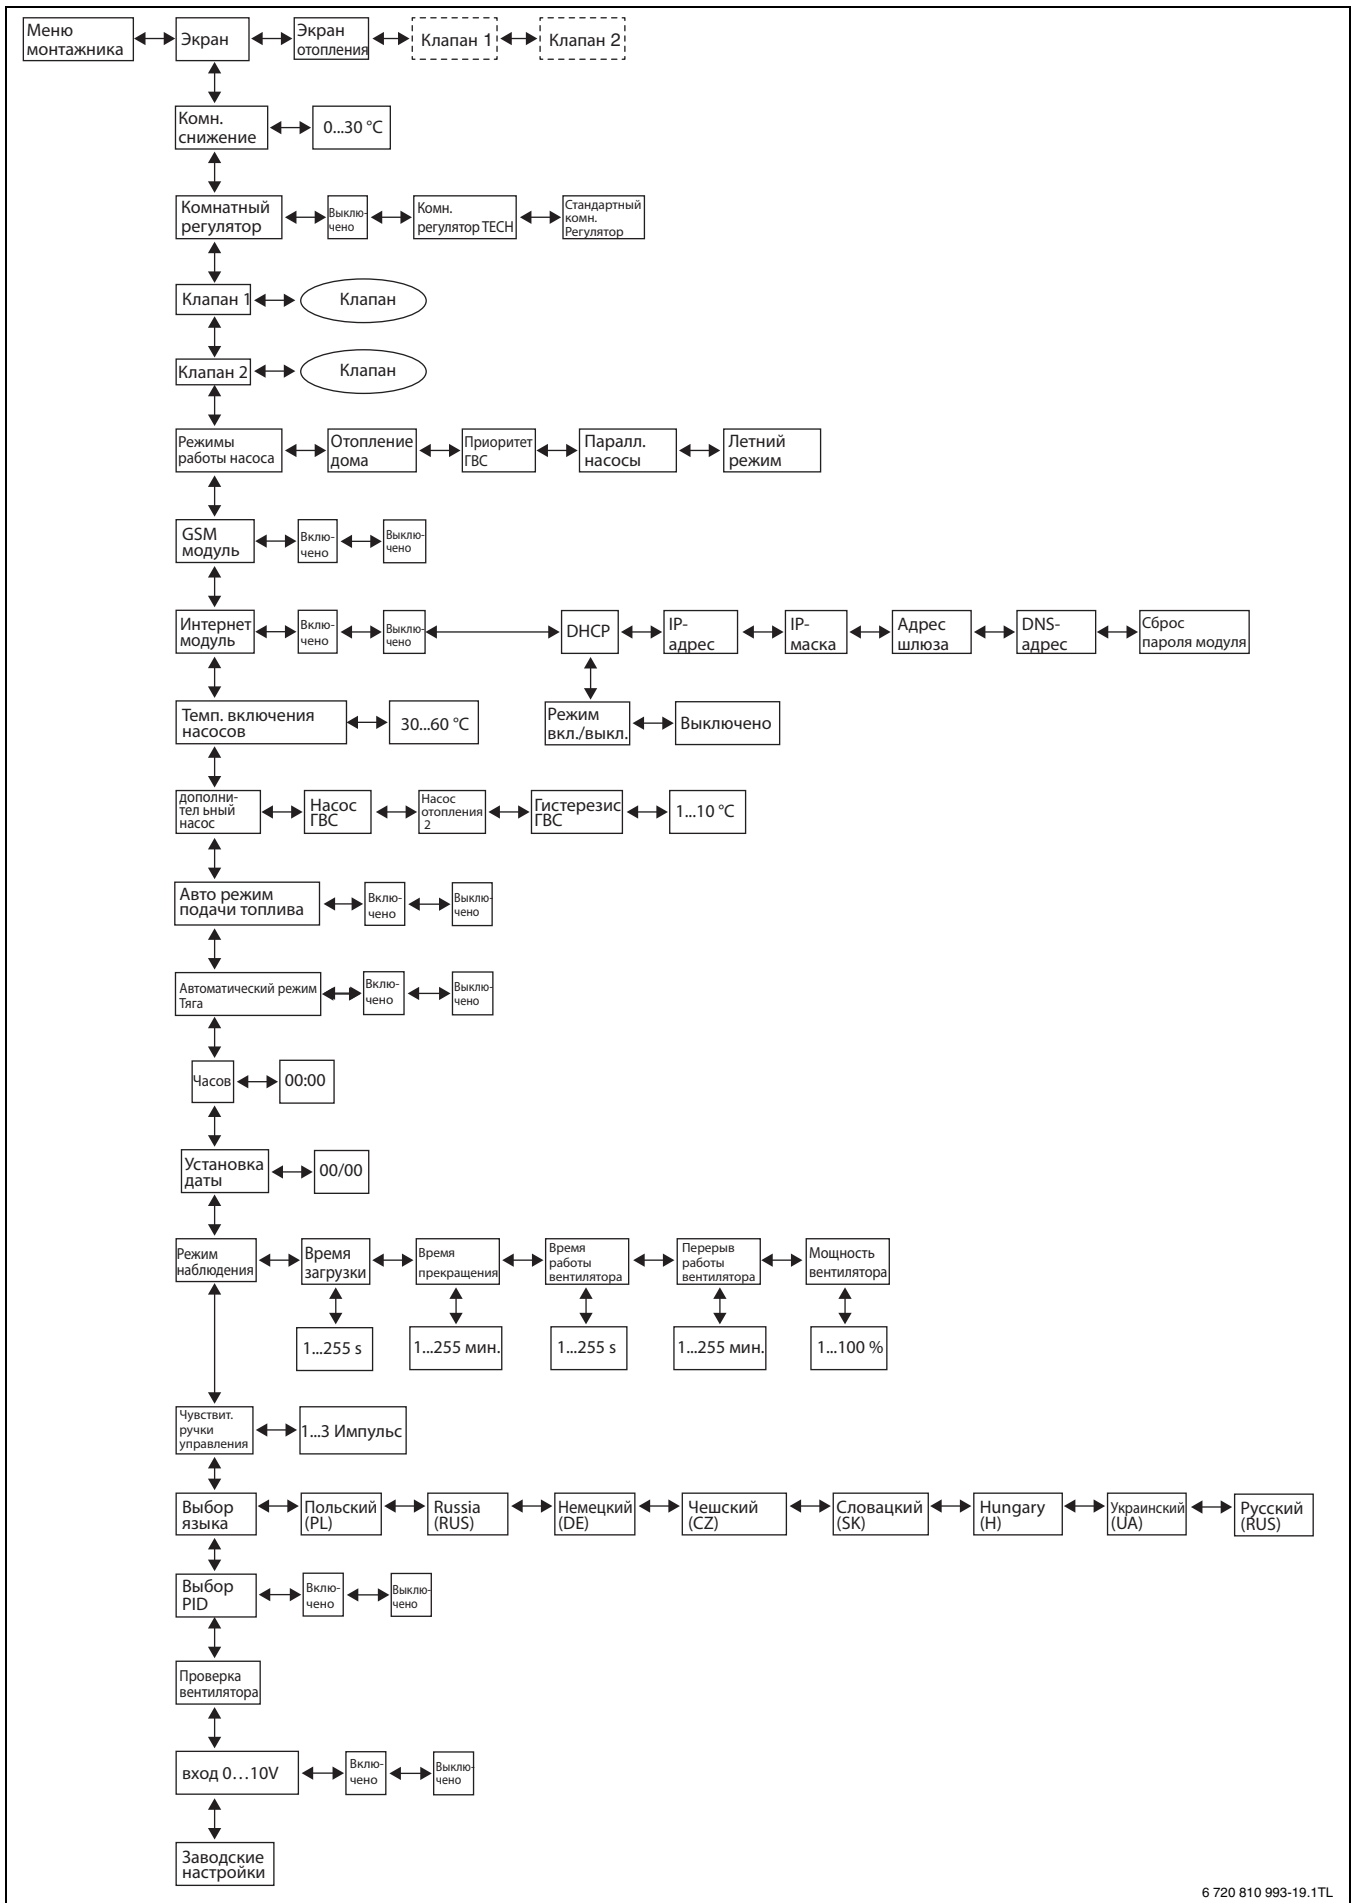 Меню
монтажника
Экран
Экран
отопления
Клапан 1
Клапан 2
Комн.
снижение
0...30 °C
Комнатный
регулятор
Выклю-
чено
Комн.
регулятор TECH
Стандартный
комн.
Регулятор
Клапан 1
Клапан
Клапан 2
Клапан
Режимы
работы насоса
Отопление
дома
Приоритет
ГВС
Паралл.
насосы
Летний
режим
GSM
модуль
Вклю-
чено
Выклю-
чено
Интернет
модуль
Вклю-
чено
Выклю-
чено
DHCP
IP-
адрес
IP-
маска
Адрес
шлюза
DNS-
адрес
Сброс
пароля модуля
Темп. включения
насосов
30...60 °C
Режим
вкл./выкл.
Выключено
дополни-
тел ьный
насос
Насос
ГВС
Насос
отопления
2
Гистерезис
ГВС
1...10 °C
Авто режим
подачи топлива
Вклю-
чено
Выклю-
чено
Автоматический режим
Тяга
Вклю-
чено
Выклю-
чено
Часов
00:00
Установка
даты
00/00
Режим
наблюдения
Время
загрузки
Время
прекращения
Время
работы
вентилятора
Перерыв
работы
вентилятора
Мощность
вентилятора
1...255 s
1...255 мин.
1...255 s
1...255 мин.
1...100 %
Чувствит.
ручки
управления
1...3 Импульс
Выбор
языка
Польский
(PL)
Russia
(RUS)
Немецкий
(DE)
Чешский
(CZ)
Словацкий
(SK)
Hungary
(H)
Украинский
(UA)
Русский
(RUS)
Выбор
PID
Вклю-
чено
Выклю-
чено
Проверка
вентилятора
вход 0…10V
Вклю-
чено
Выклю-
чено
Заводские
настройки
6 720 810 993-19.1TL